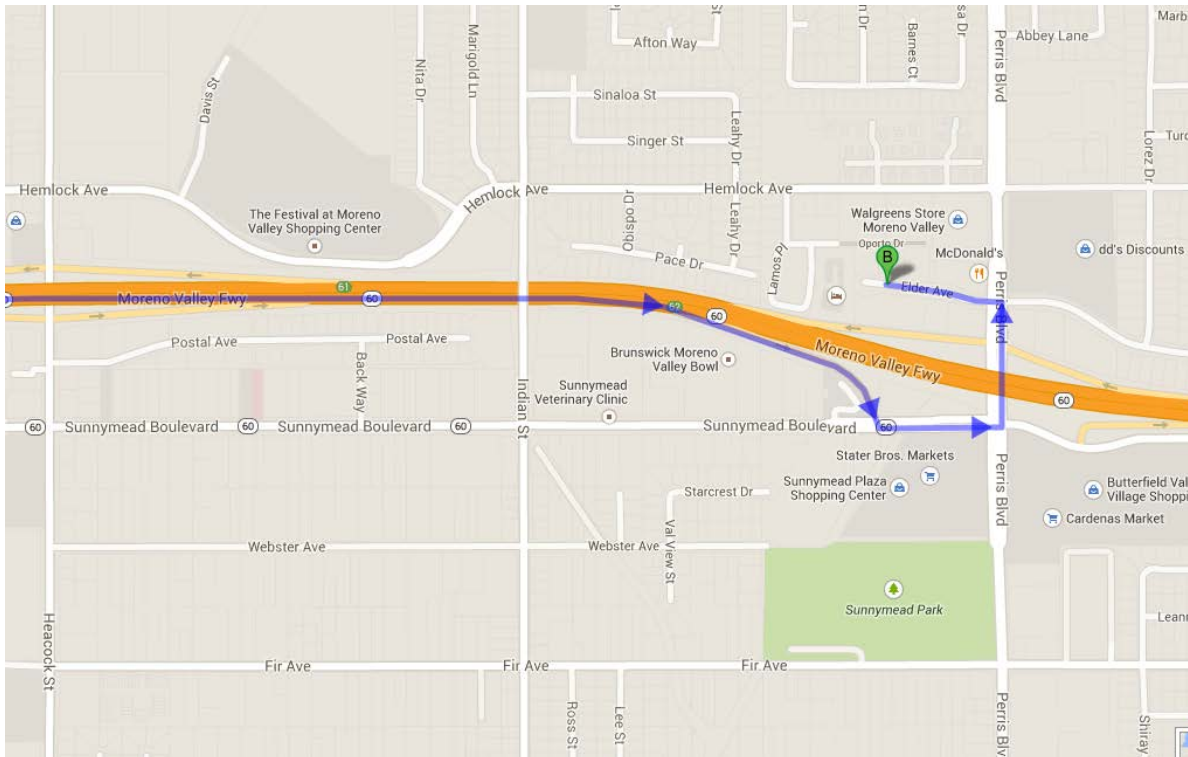 Afton Way
Abbey Lane
Marb
n Dr
Barnes Ct
sa Dr
Perris Blvd
Davis St
Nita Dr
Marigold Ln
Sinaloa St
Singer St
Leahy Dr
Turc
Lorez Dr
Hemlock Ave
Hemlock Ave
Hemlock Ave
The Festival at Moreno
Valley Shopping Center
Obispo Dr
Leahy Dr
Walgreens Store
Moreno Valley
Oporto Dr
McDonald's
dd's Discounts
Pace Dr
Lamos Pl
B
Elder Ave
Perris Blvd
61
60
Moreno Valley Fwy
60
62
60
Moreno Valley Fwy
60
Postal Ave
Postal Ave
Back Way
Indian St
Brunswick Moreno
Valley Bowl
Sunnymead
Veterinary Clinic
60
Sunnymead Boulevard
60
Sunnymead Boulevard
60
Sunnymead Boulevard
60
Stater Bros. Markets
Sunnymead Plaza
Shopping Center
Perris Blvd
Butterfield Val
Village Shopp
Cardenas Market
Starcrest Dr
Val View St
Webster Ave
Webster Ave
Sunnymead Park
Heacock St
Leann
Fir Ave
Fir Ave
Fir Ave
Ross St
Lee St
Perris Blv
Shiray